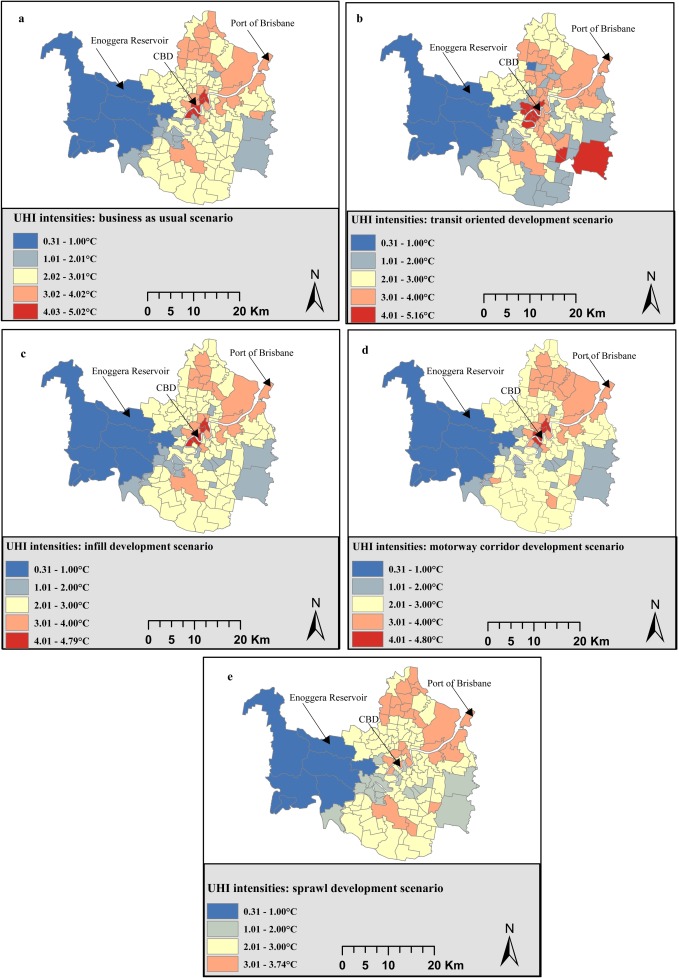 a
Port of Brisbane
Enoggera Reservoir
CBD
UHI intensities: business as usual scenario
0.31 - 1.00°C
1.01 - 2.01°C
2.02 - 3.01°C
3.02 - 4.02°C
4.03 - 5.02°C
0 5 10 20 Km
N
b
Port of Brisbane
Enoggera Reservoir
CBD
UHI intensities: transit oriented development scenario
0.31 - 1.00°C
1.01 - 2.00°C
2.01 - 3.00°C
3.01 - 4.00°C
4.01 - 5.16°C
0 5 10 20 Km
N
c
Port of Brisbane
Enoggera Reservoir
CBD
UHI intensities: infill development scenario
0.31 - 1.00°C
1.01 - 2.00°C
2.01 - 3.00°C
3.01 - 4.00°C
4.01 - 4.79°C
0 5 10 20 Km
N
d
Port of Brisbane
Enoggera Reservoir
CBD
UHI intensities: motorway corridor development scenario
0.31 - 1.00°C
1.01 - 2.00°C
2.01 - 3.00°C
3.01 - 4.00°C
4.01 - 4.80°C
0 5 10 20 Km
N
e
Port of Brisbane
Enoggera Reservoir
CBD
UHI intensities: sprawl development scenario
0.31 - 1.00°C
1.01 - 2.00°C
2.01 - 3.00°C
3.01 - 3.74°C
0 5 10 20 Km
N